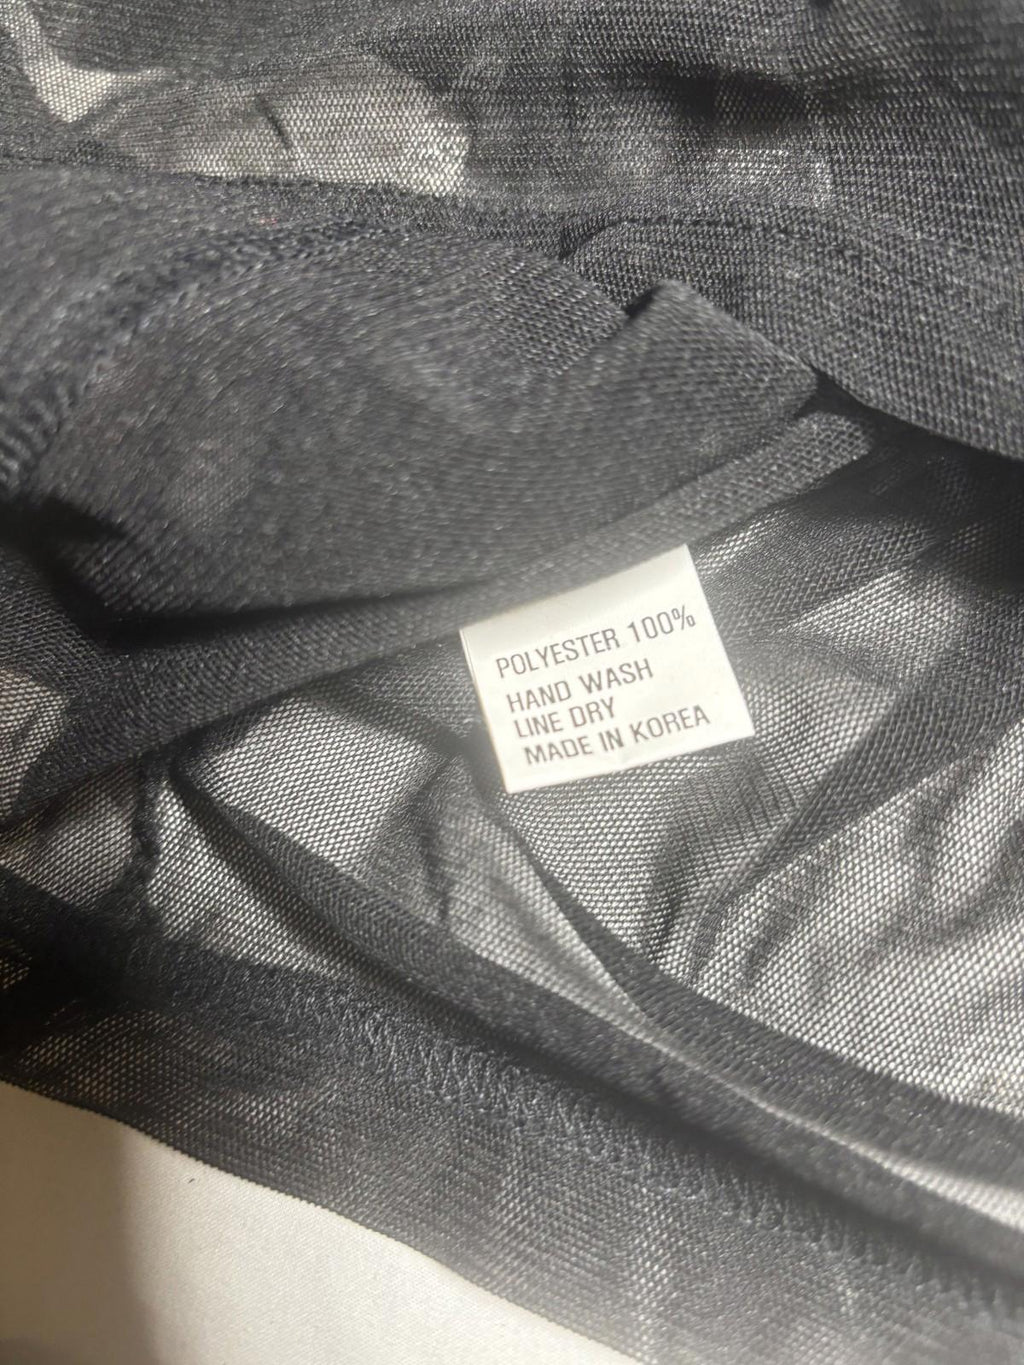 POLYESTER 100%
HAND WASH
LINE DRY
MADE IN KOREA